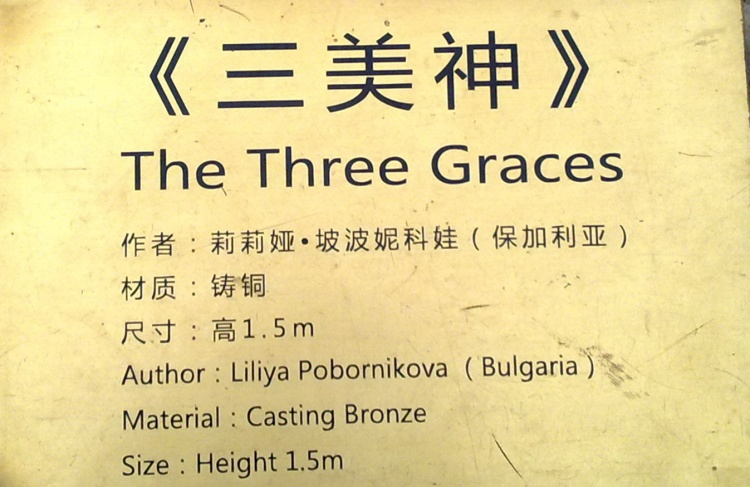 《三美神》
The Three Graces
作者：莉莉娅•坡波妮科娃（保加利亚）
材质：铸铜
尺寸：高1.5m
Author : Liliya Pobornikova （Bulgaria）
Material : Casting Bronze
Size : Height 1.5m